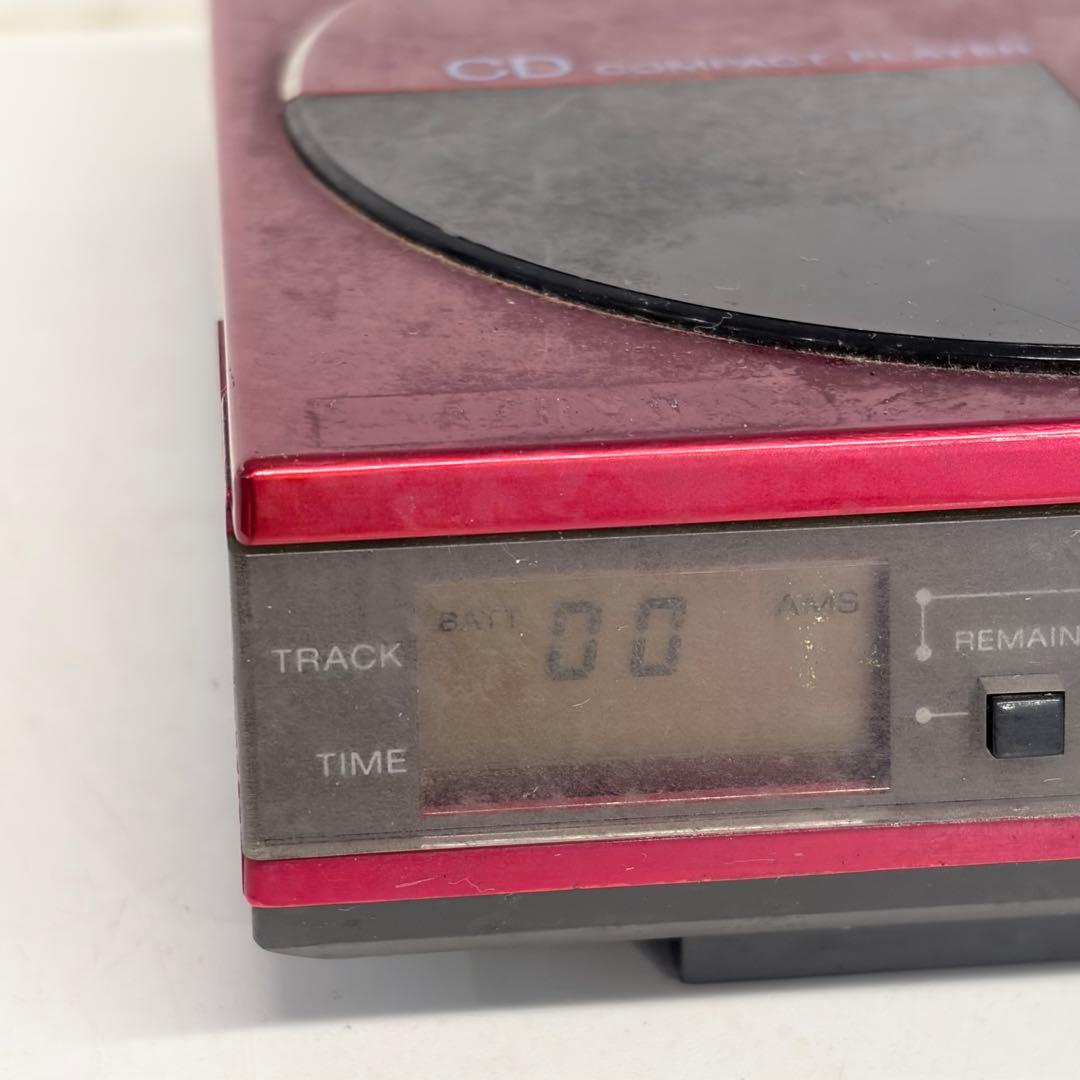 CD COMPACT PLAYER
BATT 00 AMS
TRACK
REMAIN
TIME